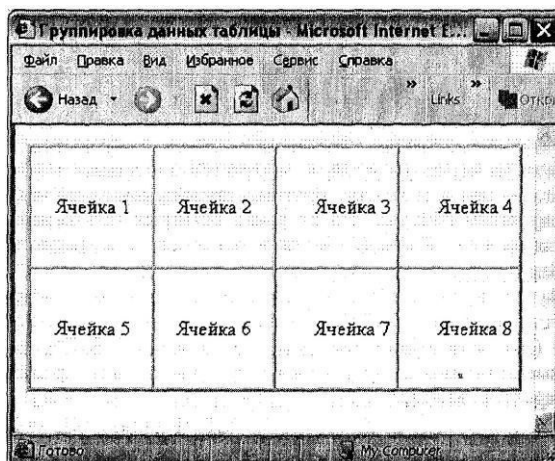 Группировка данных таблицы - Microsoft Internet E...
Файл Правка Вид Избранное Сервис Справка
Назад » Links »
Ячейка 1 Ячейка 2 Ячейка 3 Ячейка 4
Ячейка 5 Ячейка 6 Ячейка 7 Ячейка 8
Готово My Computer